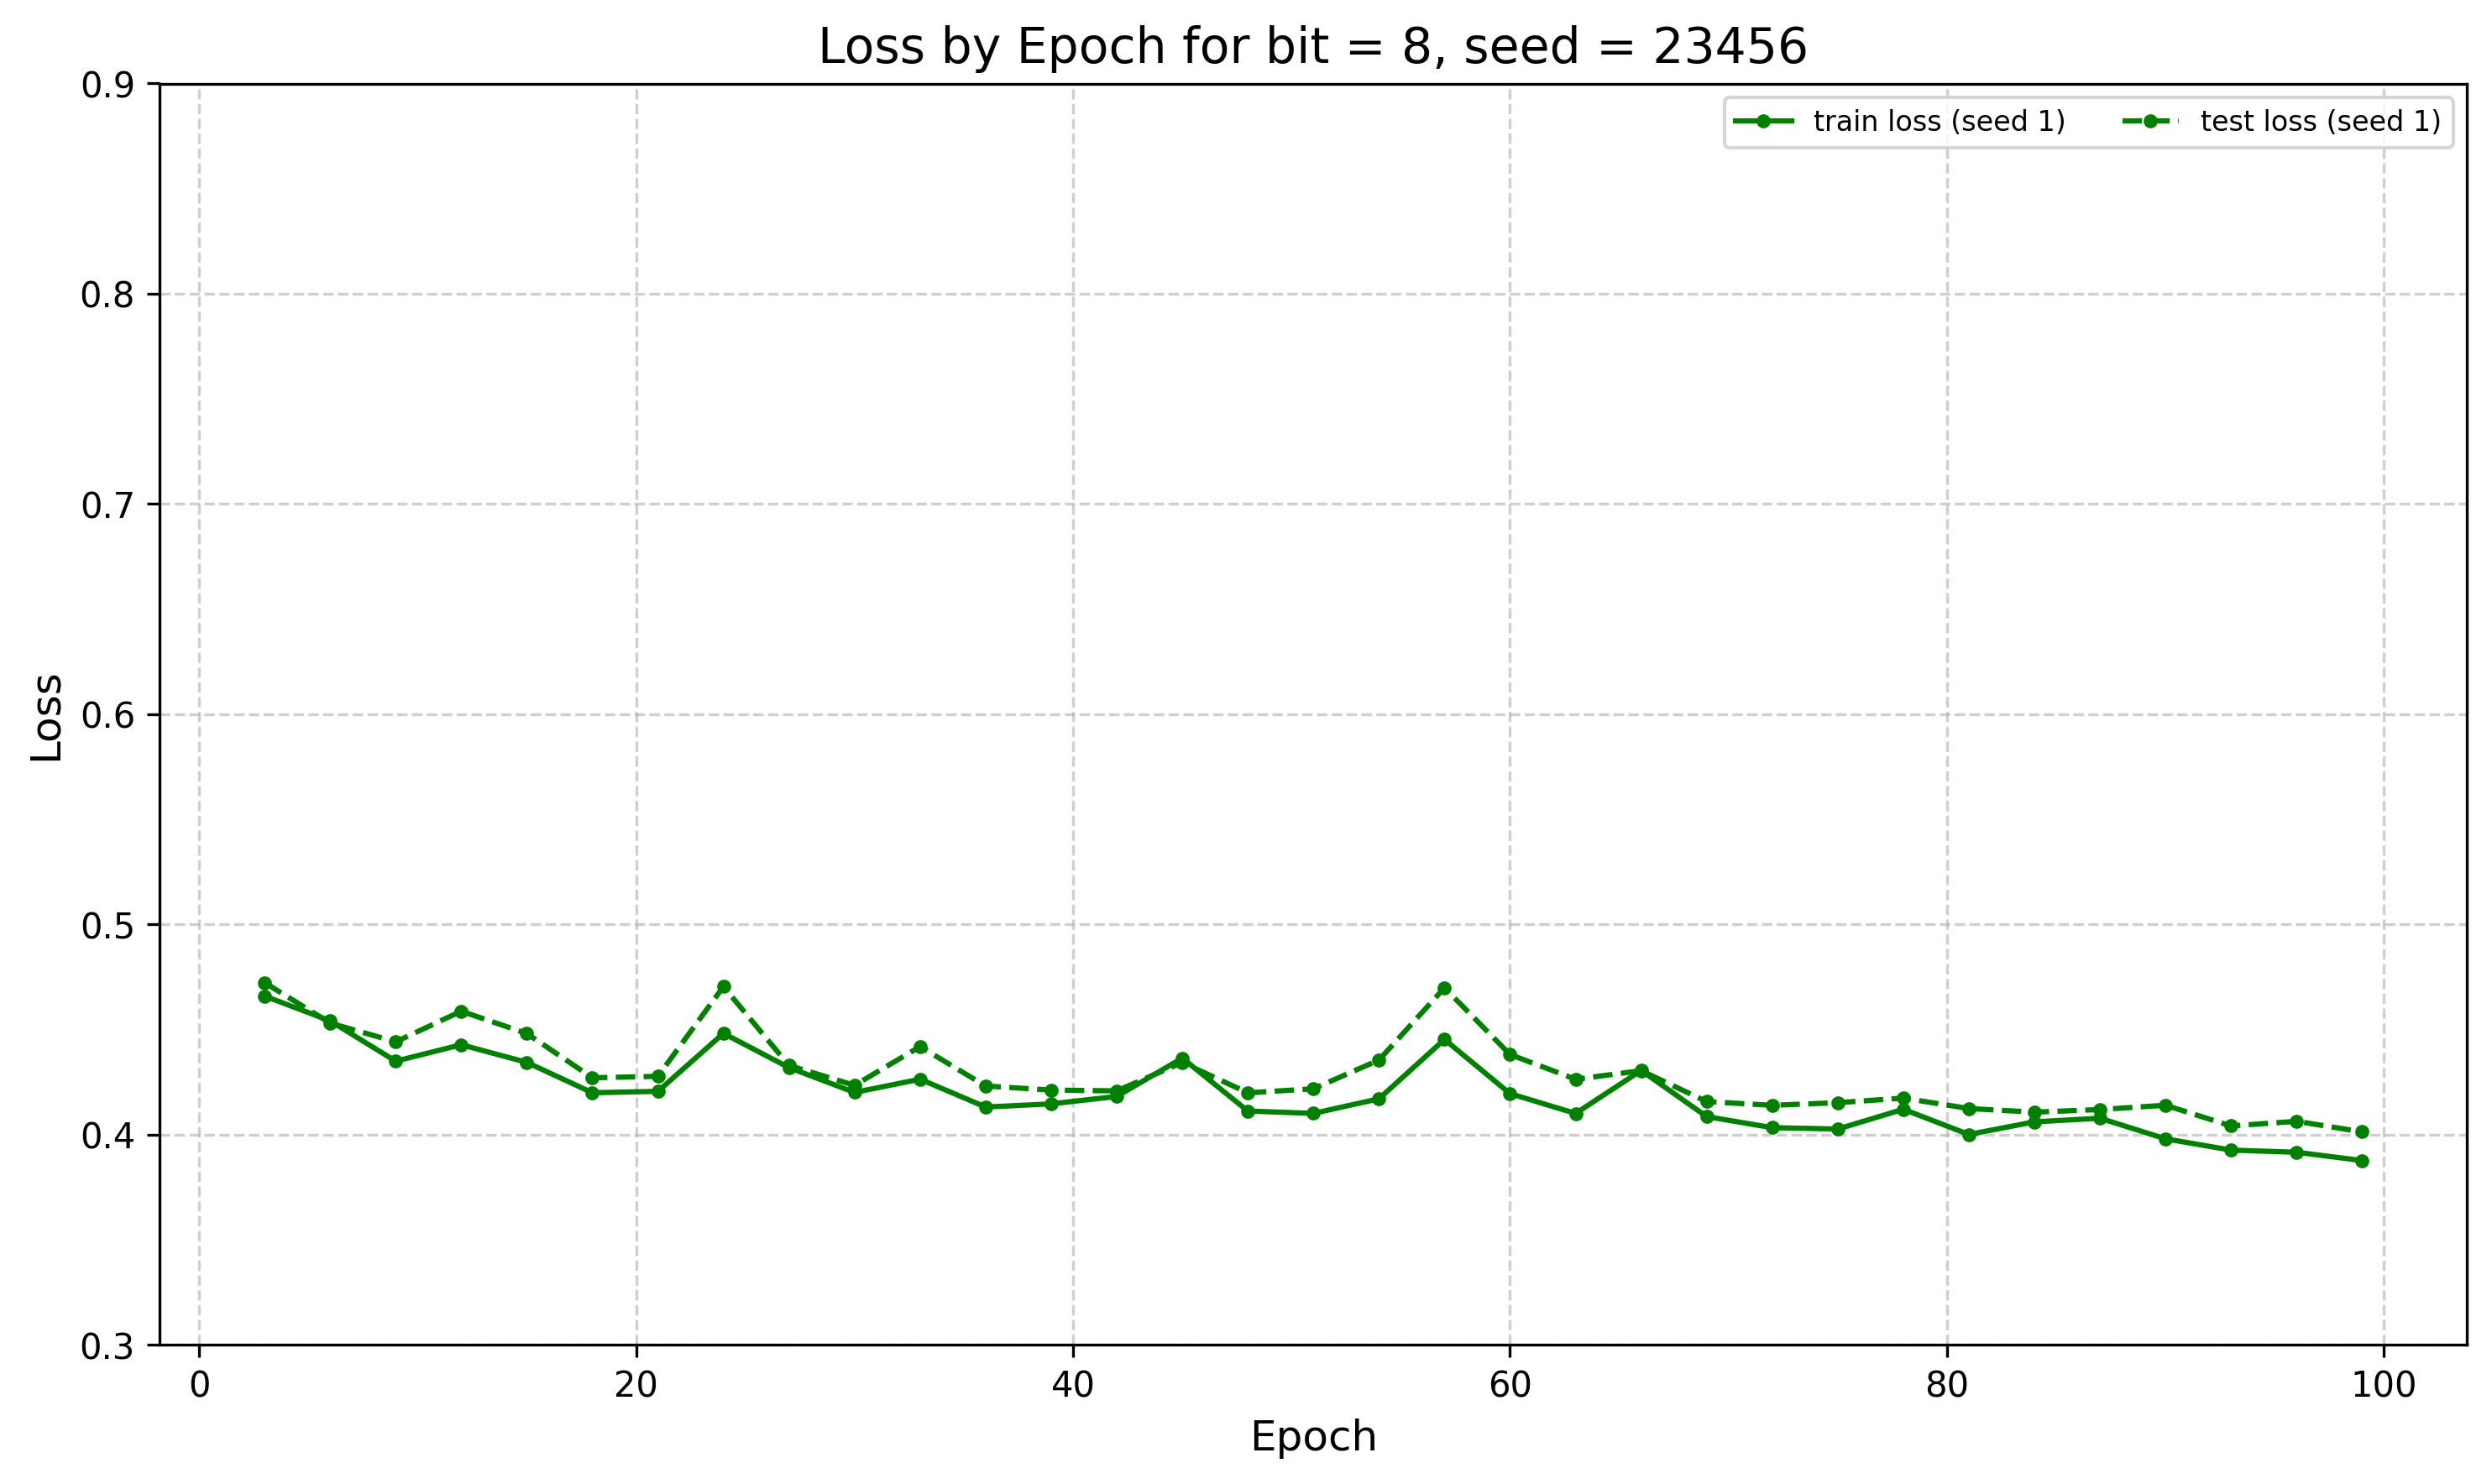 Loss by Epoch for bit = 8, seed = 23456
train loss (seed 1) test loss (seed 1)
0.9
0.8
0.7
0.6
0.5
0.4
0.3
Loss
0 20 40 60 80 100
Epoch